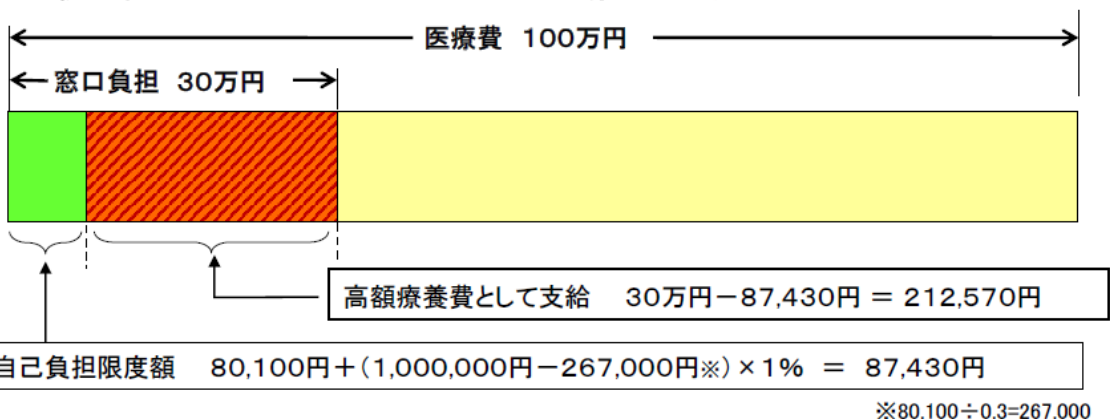 医療費 100万円
窓口負担 30万円
高額療養費として支給 30万円－87,430円 ＝ 212,570円
自己負担限度額 80,100円＋(1,000,000円－267,000円※)×1% ＝ 87,430円
※80,100÷0.3=267,000